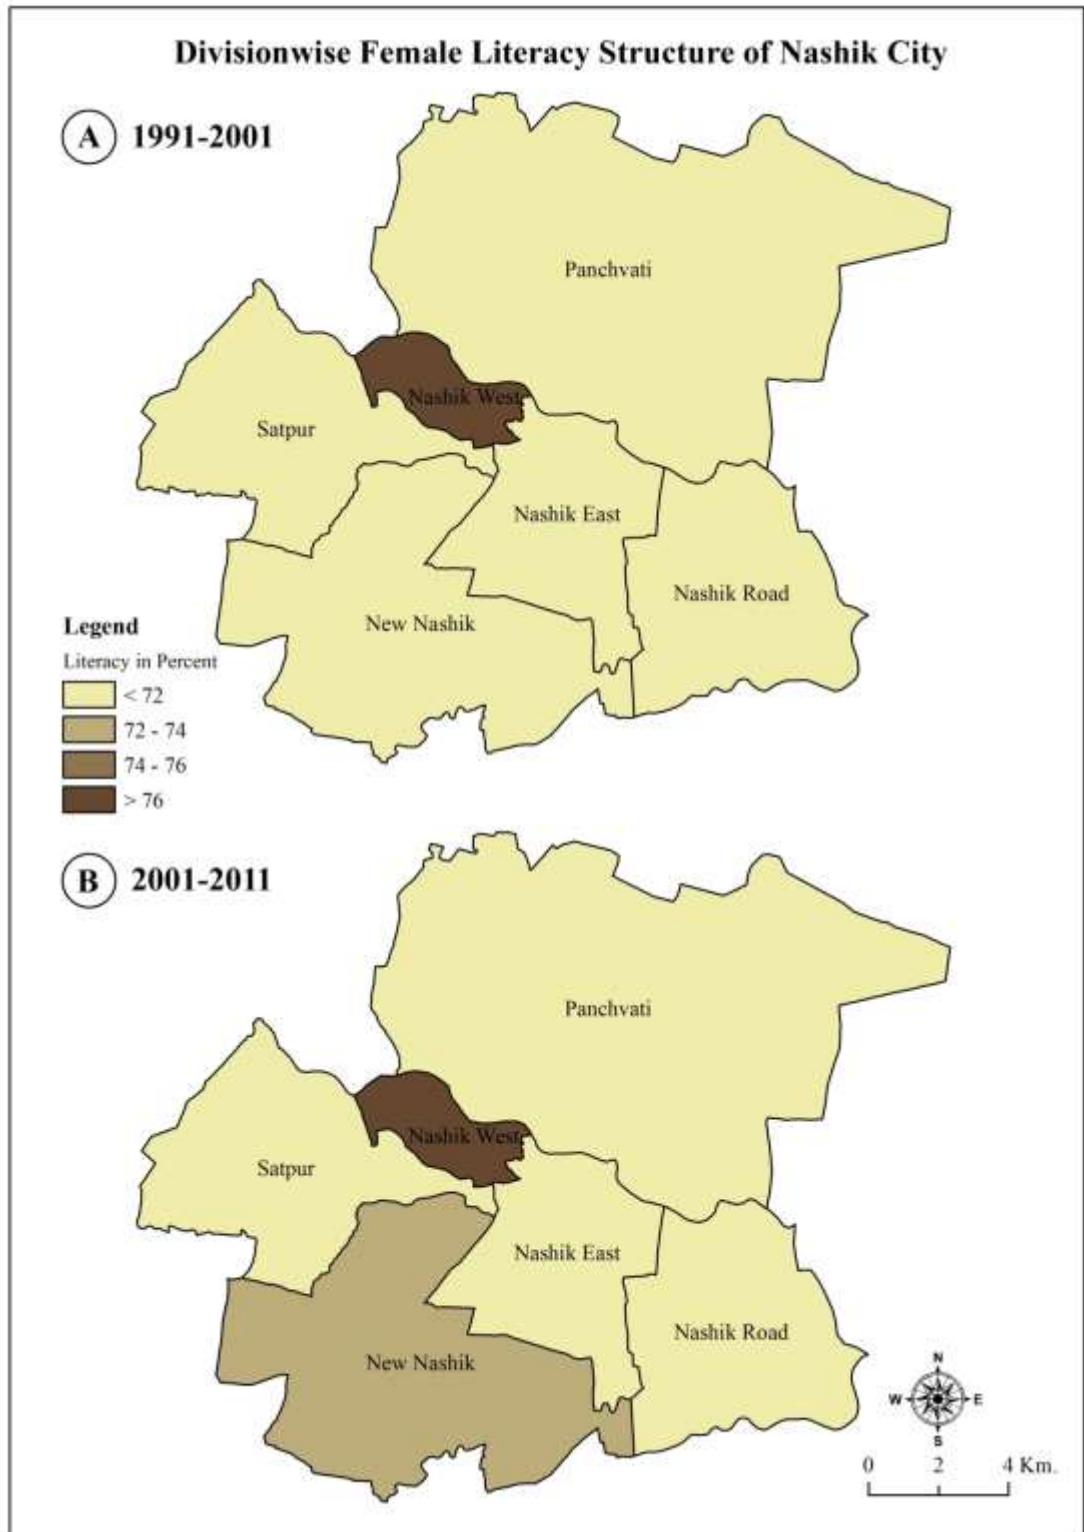 Divisionwise Female Literacy Structure of Nashik City
A 1991-2001
Panchvati
Nashik West
Satpur
Nashik East
Nashik Road
New Nashik
Legend
Literacy in Percent
< 72
72 - 74
74 - 76
> 76
B 2001-2011
Panchvati
Nashik West
Satpur
Nashik East
Nashik Road
New Nashik
N
W E
S
0 2 4 Km.